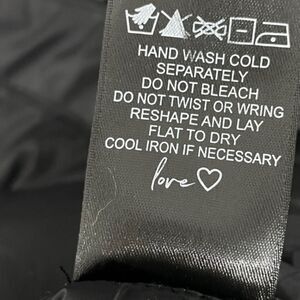 HAND WASH COLD
SEPARATELY
DO NOT BLEACH
DO NOT TWIST OR WRING
RESHAPE AND LAY
FLAT TO DRY
COOL IRON IF NECESSARY
love